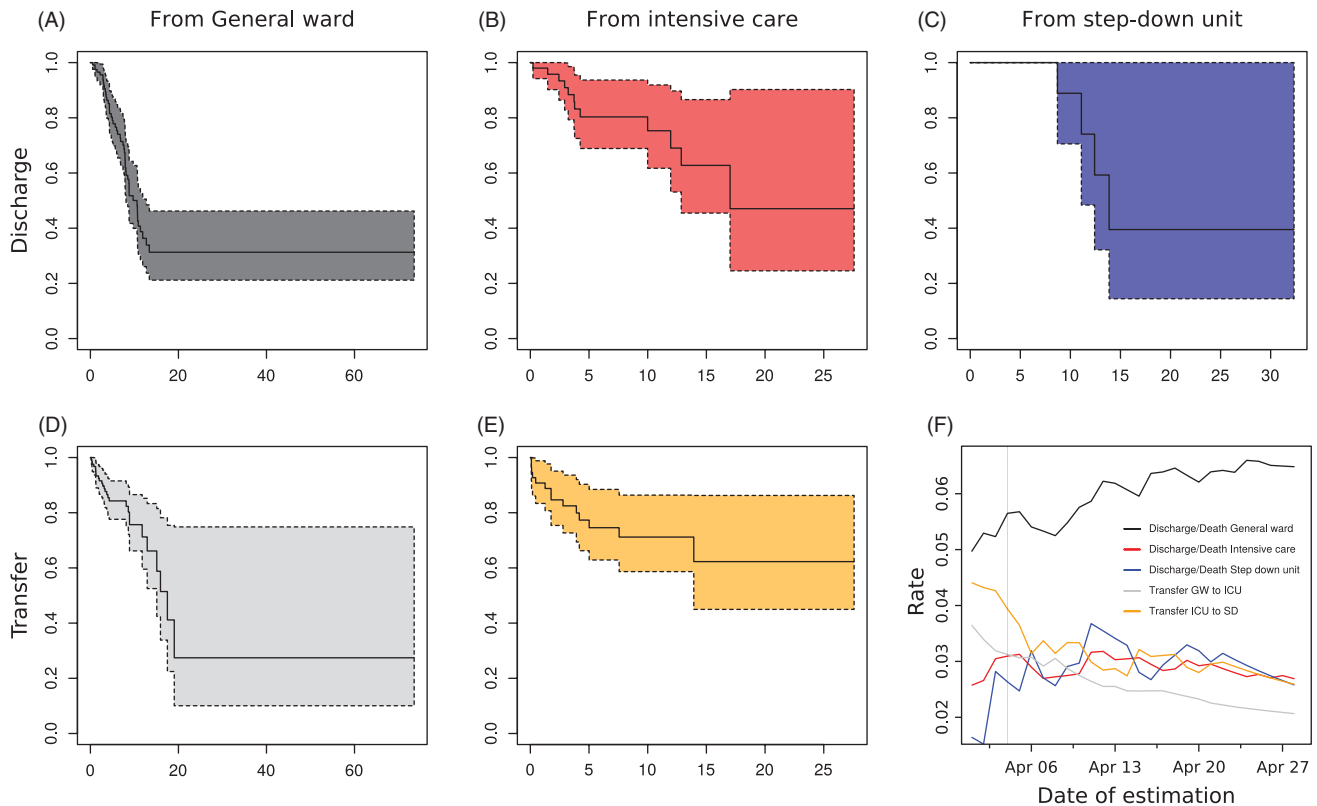 (A) From General ward
(B) From intensive care
(C) From step-down unit
Discharge
1.0
0.8
0.6
0.4
0.2
0.0
0 20 40 60
1.0
0.8
0.6
0.4
0.2
0.0
0 5 10 15 20 25
1.0
0.8
0.6
0.4
0.2
0.0
0 5 10 15 20 25 30
(D)
Transfer
1.0
0.8
0.6
0.4
0.2
0.0
0 20 40 60
(E)
1.0
0.8
0.6
0.4
0.2
0.0
0 5 10 15 20 25
(F)
Rate
0.06
0.05
0.04
0.03
0.02
Discharge/Death General ward
Discharge/Death Intensive care
Discharge/Death Step down unit
Transfer GW to ICU
Transfer ICU to SD
Apr 06 Apr 13 Apr 20 Apr 27
Date of estimation